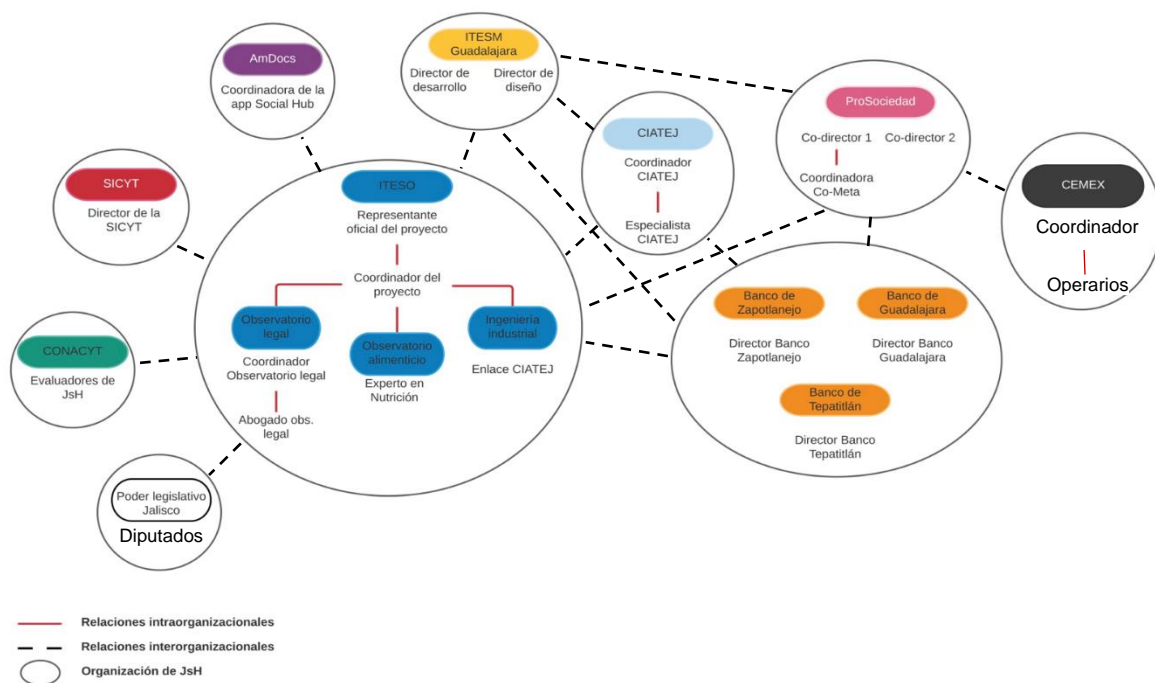 AmDocs
Coordinadora de la
app Social Hub
ITESM
Guadalajara
Director de
desarrollo
Director de
diseño
ProSociedad
Co-director 1
Co-director 2
Coordinadora
Co-Meta
CIATEJ
Coordinador
CIATEJ
Especialista
CIATEJ
CEMEX
Coordinador
Operarios
SICYT
Director de la
SICYT
ITESO
Representante
oficial del proyecto
Coordinador del
proyecto
Observatorio
legal
Coordinador
Observatorio legal
Abogado obs.
legal
Observatorio
alimenticio
Experto en
Nutrición
Ingeniería
industrial
Enlace CIATEJ
Banco de
Zapotlanejo
Director Banco
Zapotlanejo
Banco de
Guadalajara
Director Banco
Guadalajara
Banco de
Tepatitlán
Director Banco
Tepatitlán
CONACYT
Evaluadores de
JsH
Poder legislativo
Jalisco
Diputados
Relaciones intraorganizacionales
Relaciones interorganizacionales
Organización de JsH